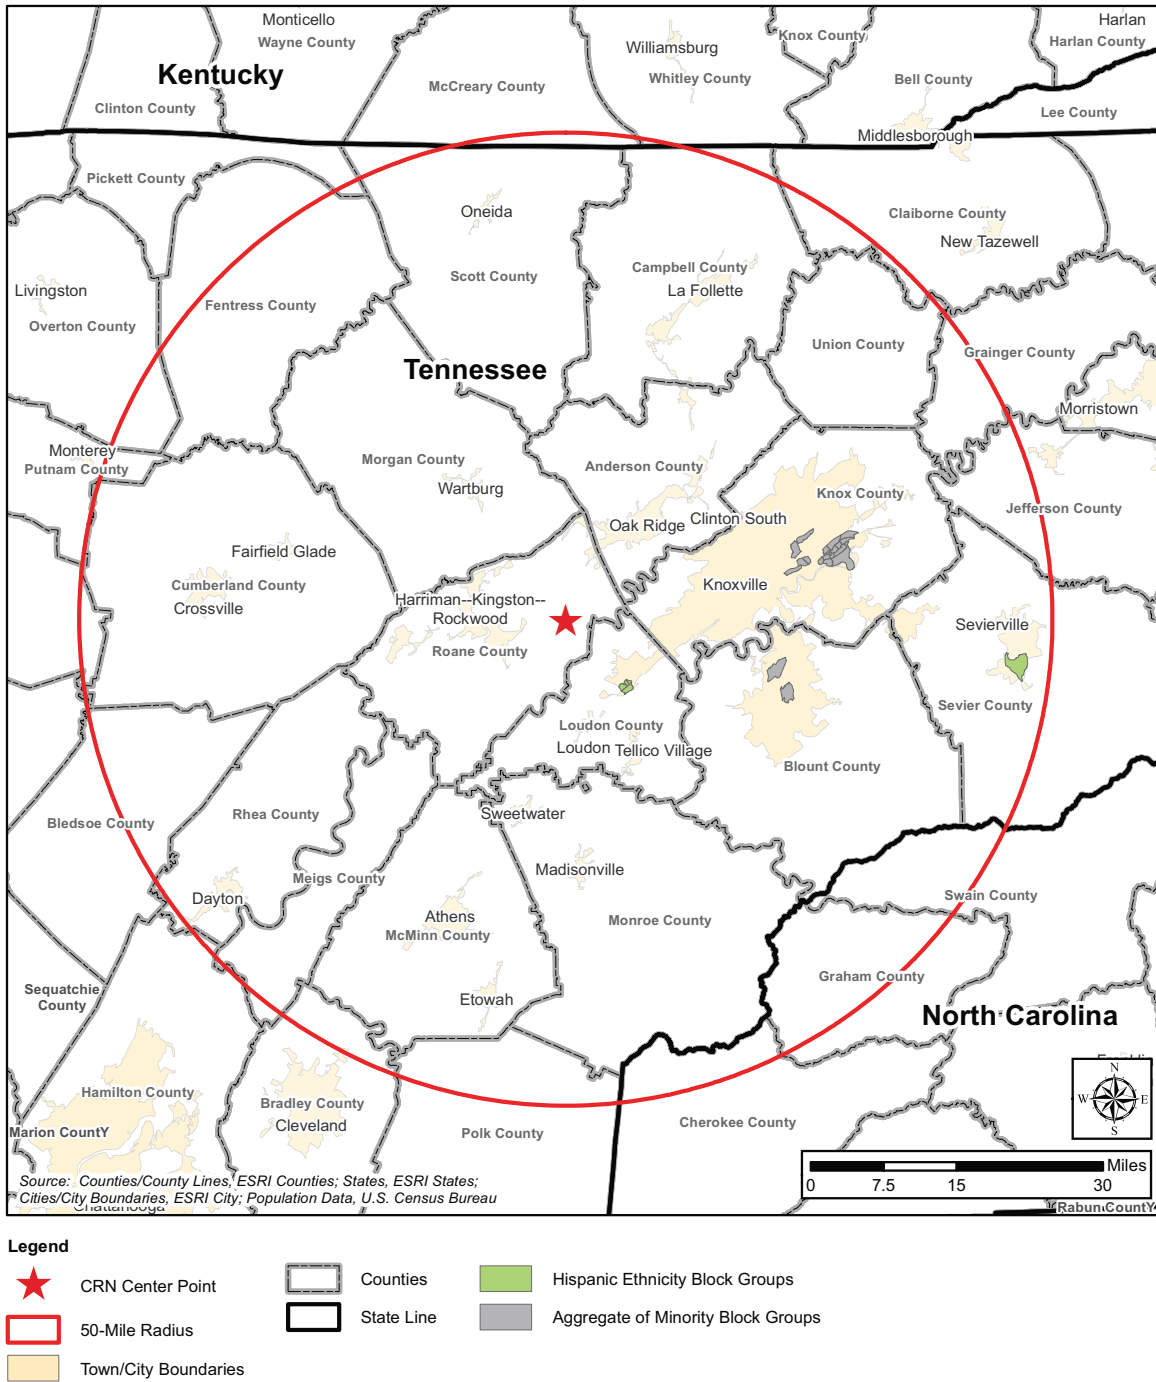 Monticello
Wayne County
Kentucky
Clinton County
McCreary County
Williamsburg
Whitley County
Knox County
Harlan
Harlan County
Bell County
Lee County
Middlesborough
Pickett County
Oneida
Scott County
Claiborne County
New Tazewell
Livingston
Overton County
Fentress County
Campbell County
La Follette
Union County
Grainger County
Tennessee
Morristown
Monterey
Putnam County
Morgan County
Wartburg
Anderson County
Knox County
Jefferson County
Oak Ridge
Clinton South
Fairfield Glade
Cumberland County
Crossville
Knoxville
Harriman--Kingston--
Rockwood
Roane County
Sevierville
Sevier County
Loudon County
Loudon
Tellico Village
Blount County
Bledsoe County
Rhea County
Sweetwater
Meigs County
Madisonville
Dayton
Athens
McMinn County
Monroe County
Swain County
Graham County
Sequatchie
County
Etowah
North Carolina
Hamilton County
Bradley County
Cleveland
Marion CountY
Polk County
Cherokee County
N
W
E
S
Source: Counties/County Lines, ESRI Counties; States, ESRI States;
Cities/City Boundaries, ESRI City; Population Data, U.S. Census Bureau
Chattanooga
Miles
0 7.5 15 30
Rabun CountY
Legend
CRN Center Point
50-Mile Radius
Town/City Boundaries
Counties
State Line
Hispanic Ethnicity Block Groups
Aggregate of Minority Block Groups